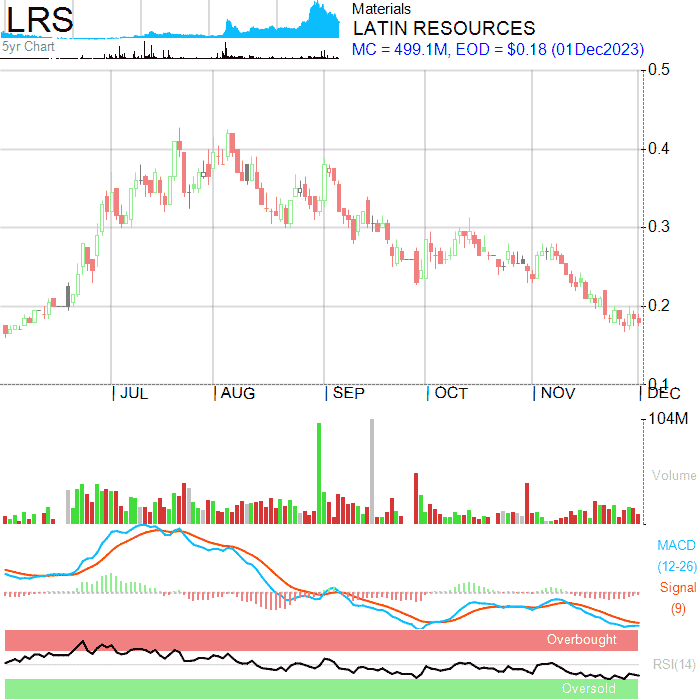 LRS
5yr Chart
Materials
LATIN RESOURCES
MC = 499.1M, EOD = $0.18 (01Dec2023)
0.5
0.4
0.3
0.2
0.1
JUL
AUG
SEP
OCT
NOV
DEC
104M
Volume
MACD
(12-26)
Signal
(9)
Overbought
RSI(14)
Oversold